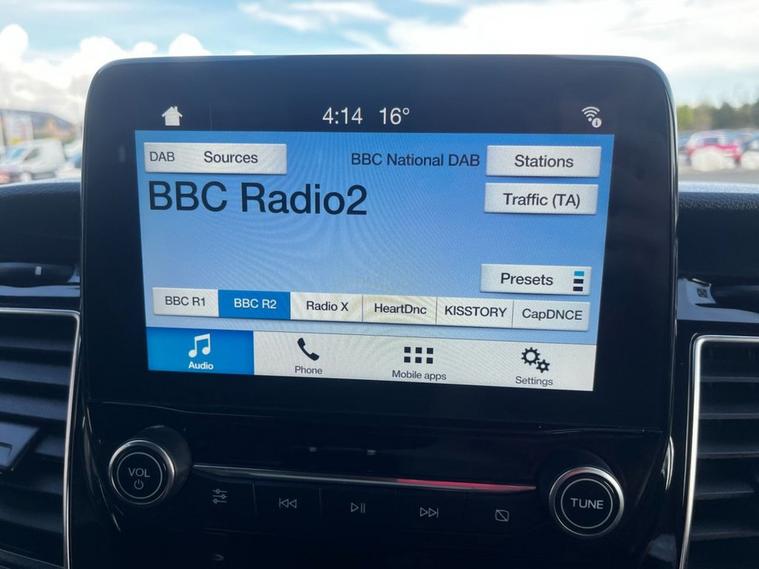 4:14 16°
DAB Sources BBC National DAB Stations
BBC Radio2
Traffic (TA)
Presets
BBC R1 BBC R2 Radio X HeartDnc KISSTORY CapDNCE
Audio Phone Mobile apps Settings
VOL TUNE